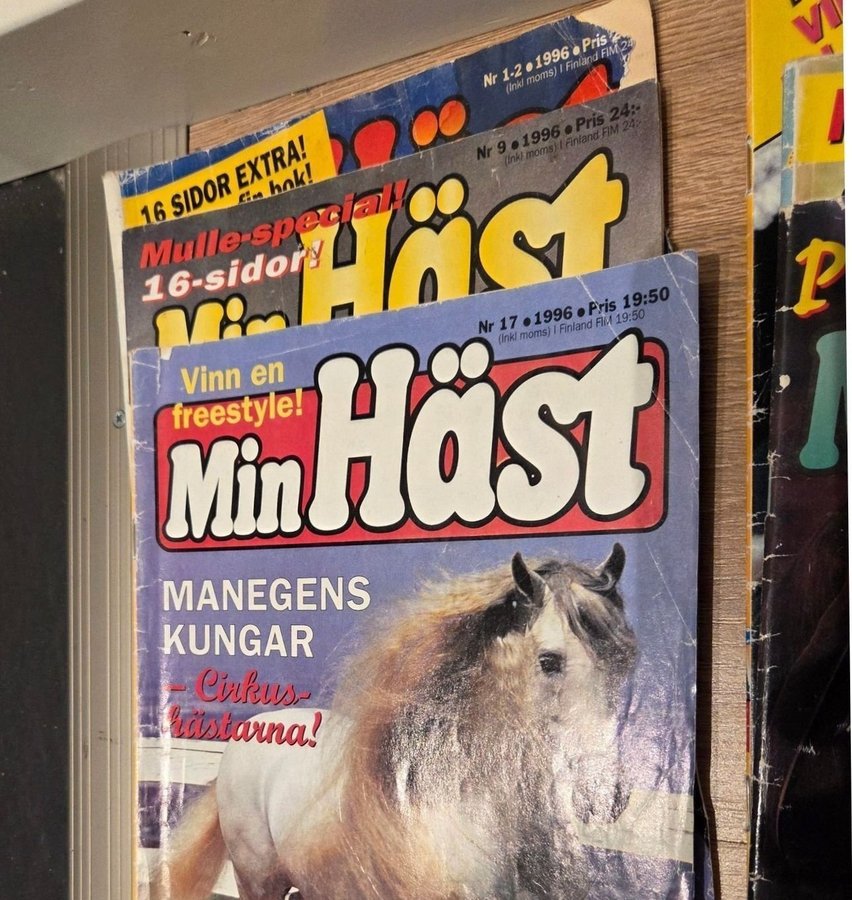 Nr 1-2 • 1996 • Pris
(Inkl moms) I Finland FIM
16 SIDOR EXTRA!
bok!
Nr 9 • 1996 • Pris 24:-
(Inkl moms) I Finland FIM 24:-
Mulle-special!
16-sidor!
Min Häst
Nr 17 • 1996 • Pris 19:50
(Inkl moms) I Finland FIM 19:50
Vinn en
freestyle!
Min Häst
MANEGENS
KUNGAR
– Cirkus-
hästarna!